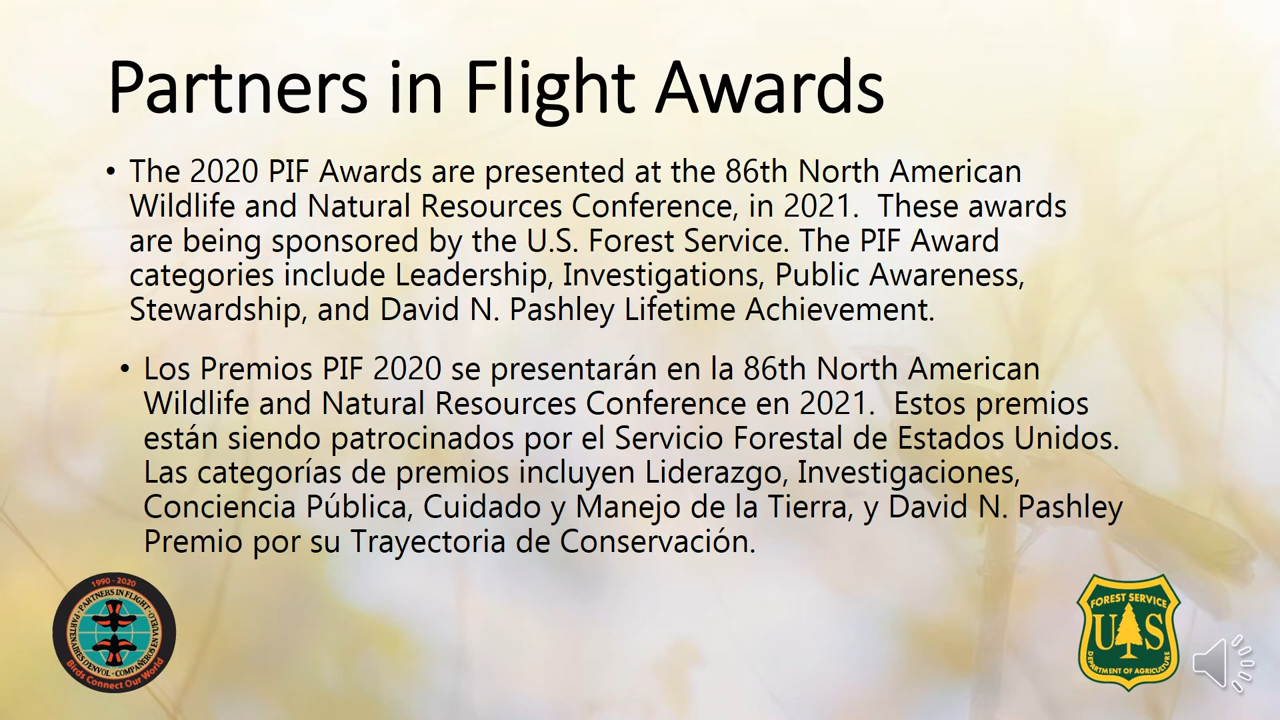 Partners in Flight Awards
• The 2020 PIF Awards are presented at the 86th North American
Wildlife and Natural Resources Conference, in 2021.  These awards
are being sponsored by the U.S. Forest Service. The PIF Award
categories include Leadership, Investigations, Public Awareness,
Stewardship, and David N. Pashley Lifetime Achievement.
• Los Premios PIF 2020 se presentarán en la 86th North American
Wildlife and Natural Resources Conference en 2021.  Estos premios
están siendo patrocinados por el Servicio Forestal de Estados Unidos.
Las categorías de premios incluyen Liderazgo, Investigaciones,
Conciencia Pública, Cuidado y Manejo de la Tierra, y David N. Pashley
Premio por su Trayectoria de Conservación.
1990 - 2020
PARTNERS IN FLIGHT
PARTENAIRES D'ENVOL · COMPAÑEROS EN VUELO
Birds Connect Our World
FOREST SERVICE
U S
DEPARTMENT OF AGRICULTURE